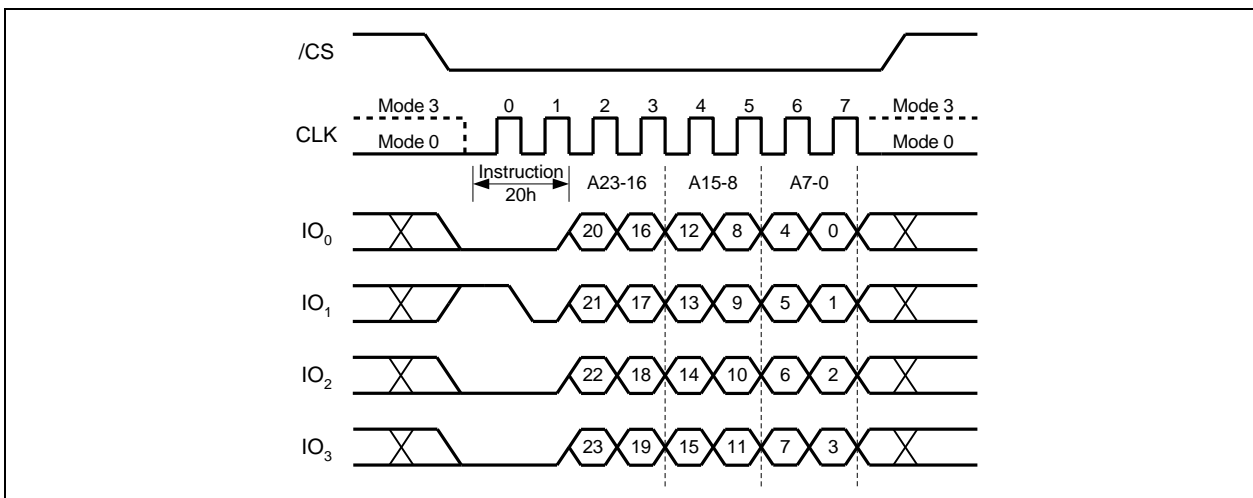 /CS
Mode 3 0 1 2 3 4 5 6 7 Mode 3
CLK
Mode 0 Mode 0
Instruction A23-16 A15-8 A7-0
20h
IO0 20 16 12 8 4 0
IO1 21 17 13 9 5 1
IO2 22 18 14 10 6 2
IO3 23 19 15 11 7 3